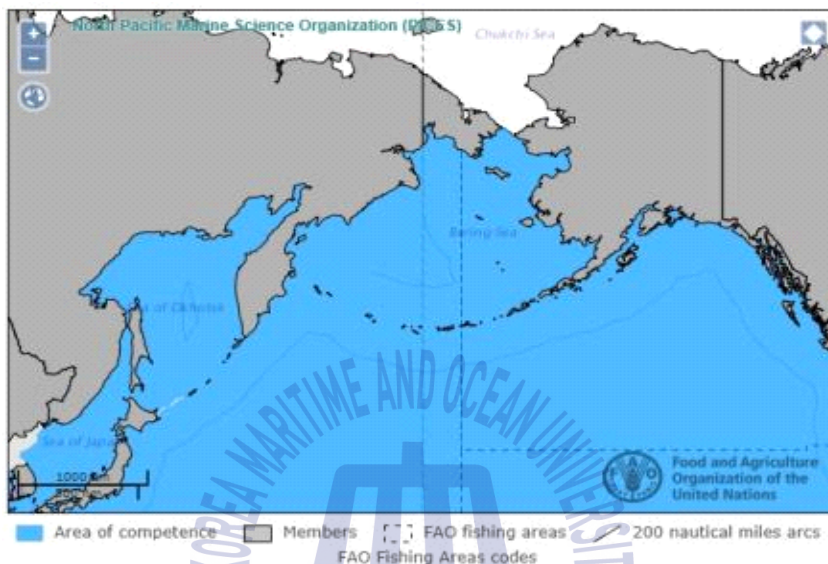 North Pacific Marine Science Organization (PICES)
Chukchi Sea
Bering Sea
Sea of Okhotsk
Sea of Japan
1000 km
Food and Agriculture
Organization of the
United Nations
KOREA MARITIME AND OCEAN UNIVERSITY
Area of competence
Members
FAO fishing areas
200 nautical miles arcs
FAO Fishing Areas codes